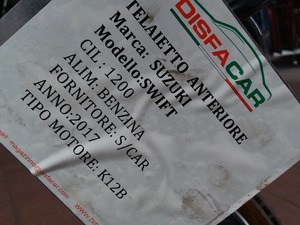 DISFACAR
TELAIETTO ANTERIORE
Marca: SUZUKI
Modello:SWIFT
CIL : 1200
ALIM: BENZINA
FORNITORE: S/CAR
ANNO:2017
TIPO MOTORE: K12B